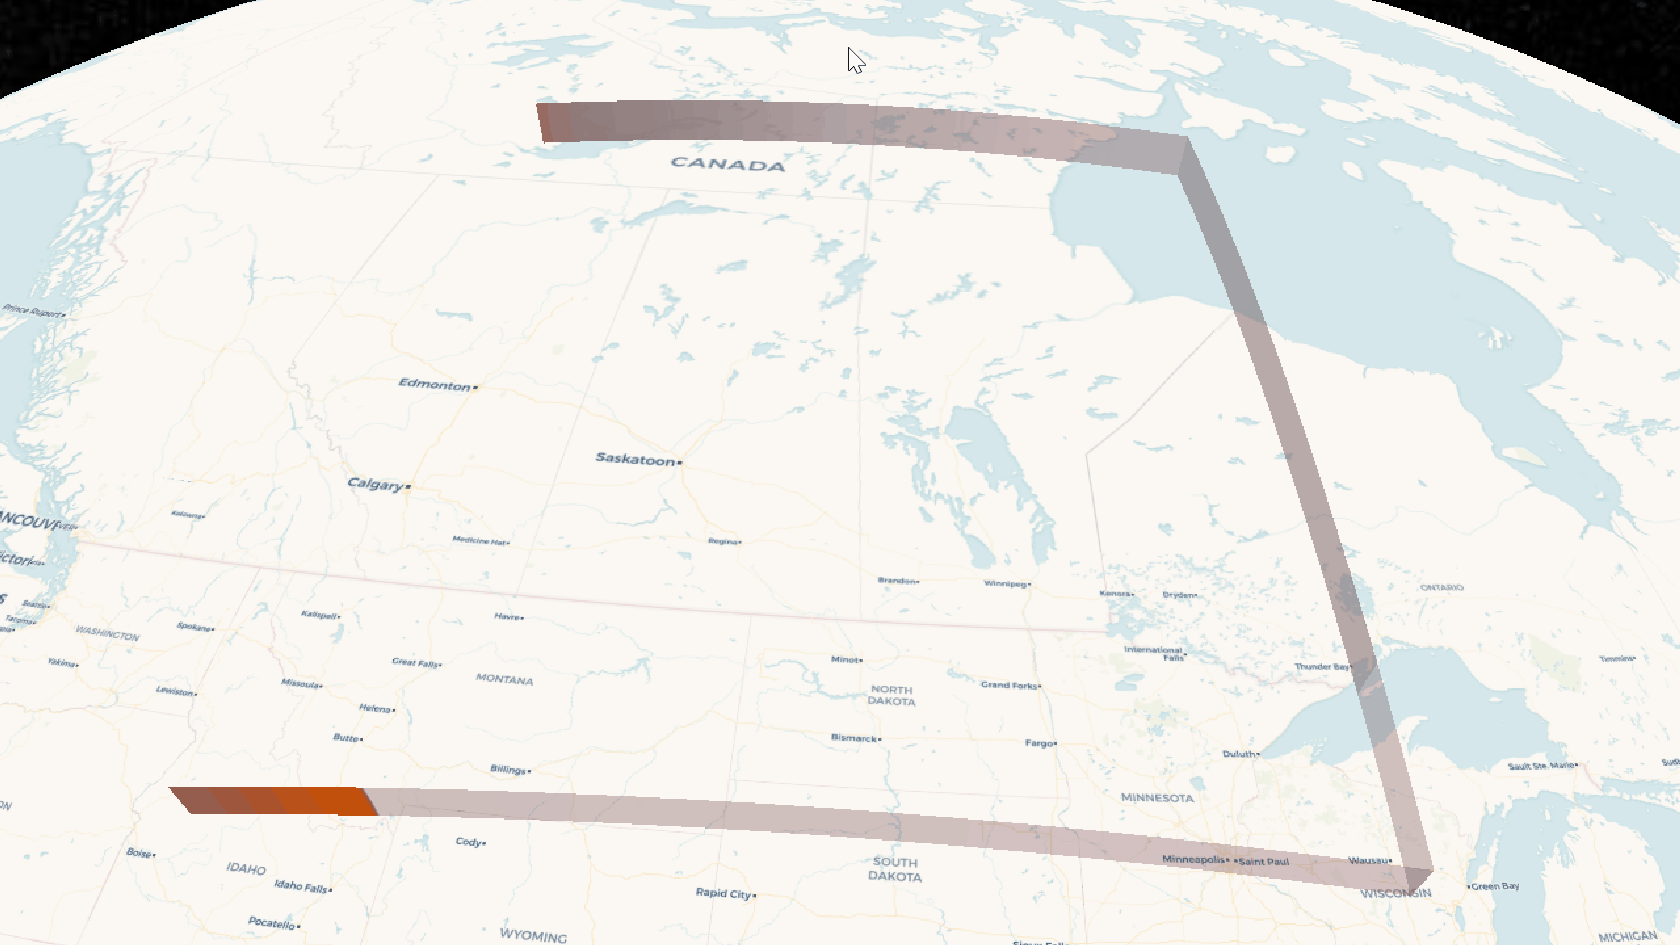 CANADA
Prince Rupert
Edmonton
Saskatoon
Calgary
Kelowna
Medicine Hat
Regina
Brandon
Winnipeg
Kenora
Dryden
ONTARIO
Seattle
Tacoma
WASHINGTON
Spokane
Kalispell
Havre
International
Falls
Thunder Bay
Timmins
Yakima
Great Falls
Minot
Lewiston
Missoula
MONTANA
NORTH
DAKOTA
Grand Forks
Helena
Butte
Bismarck
Fargo
Duluth
Sault Ste. Marie
Billings
MINNESOTA
Boise
Cody
IDAHO
Idaho Falls
SOUTH
DAKOTA
Minneapolis
Saint Paul
Wausau
Rapid City
WISCONSIN
Green Bay
Pocatello
WYOMING
MICHIGAN